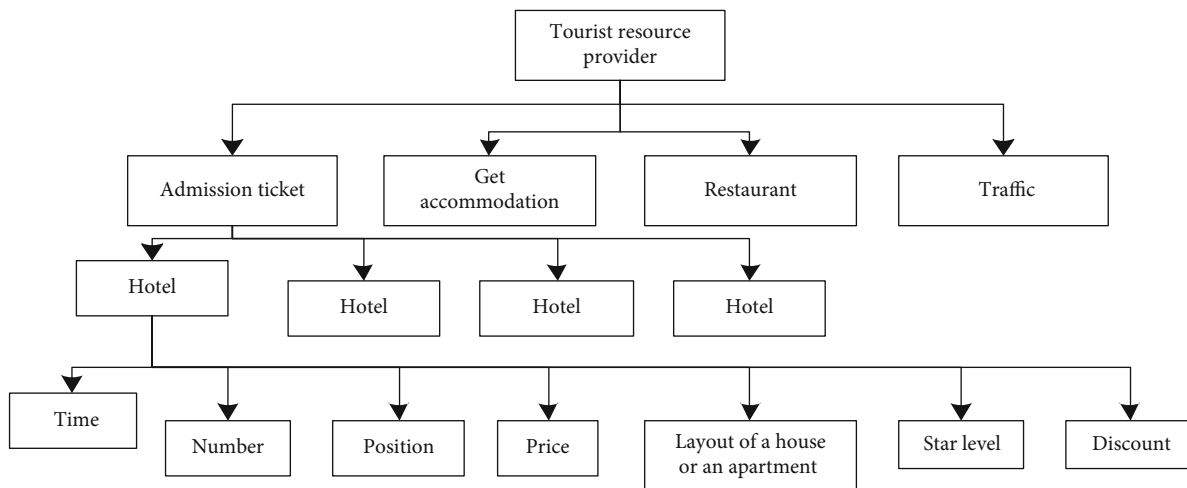 Tourist resource
provider
Admission ticket
Get
accommodation
Restaurant
Traffic
Hotel
Hotel
Hotel
Hotel
Time
Number
Position
Price
Layout of a house
or an apartment
Star level
Discount